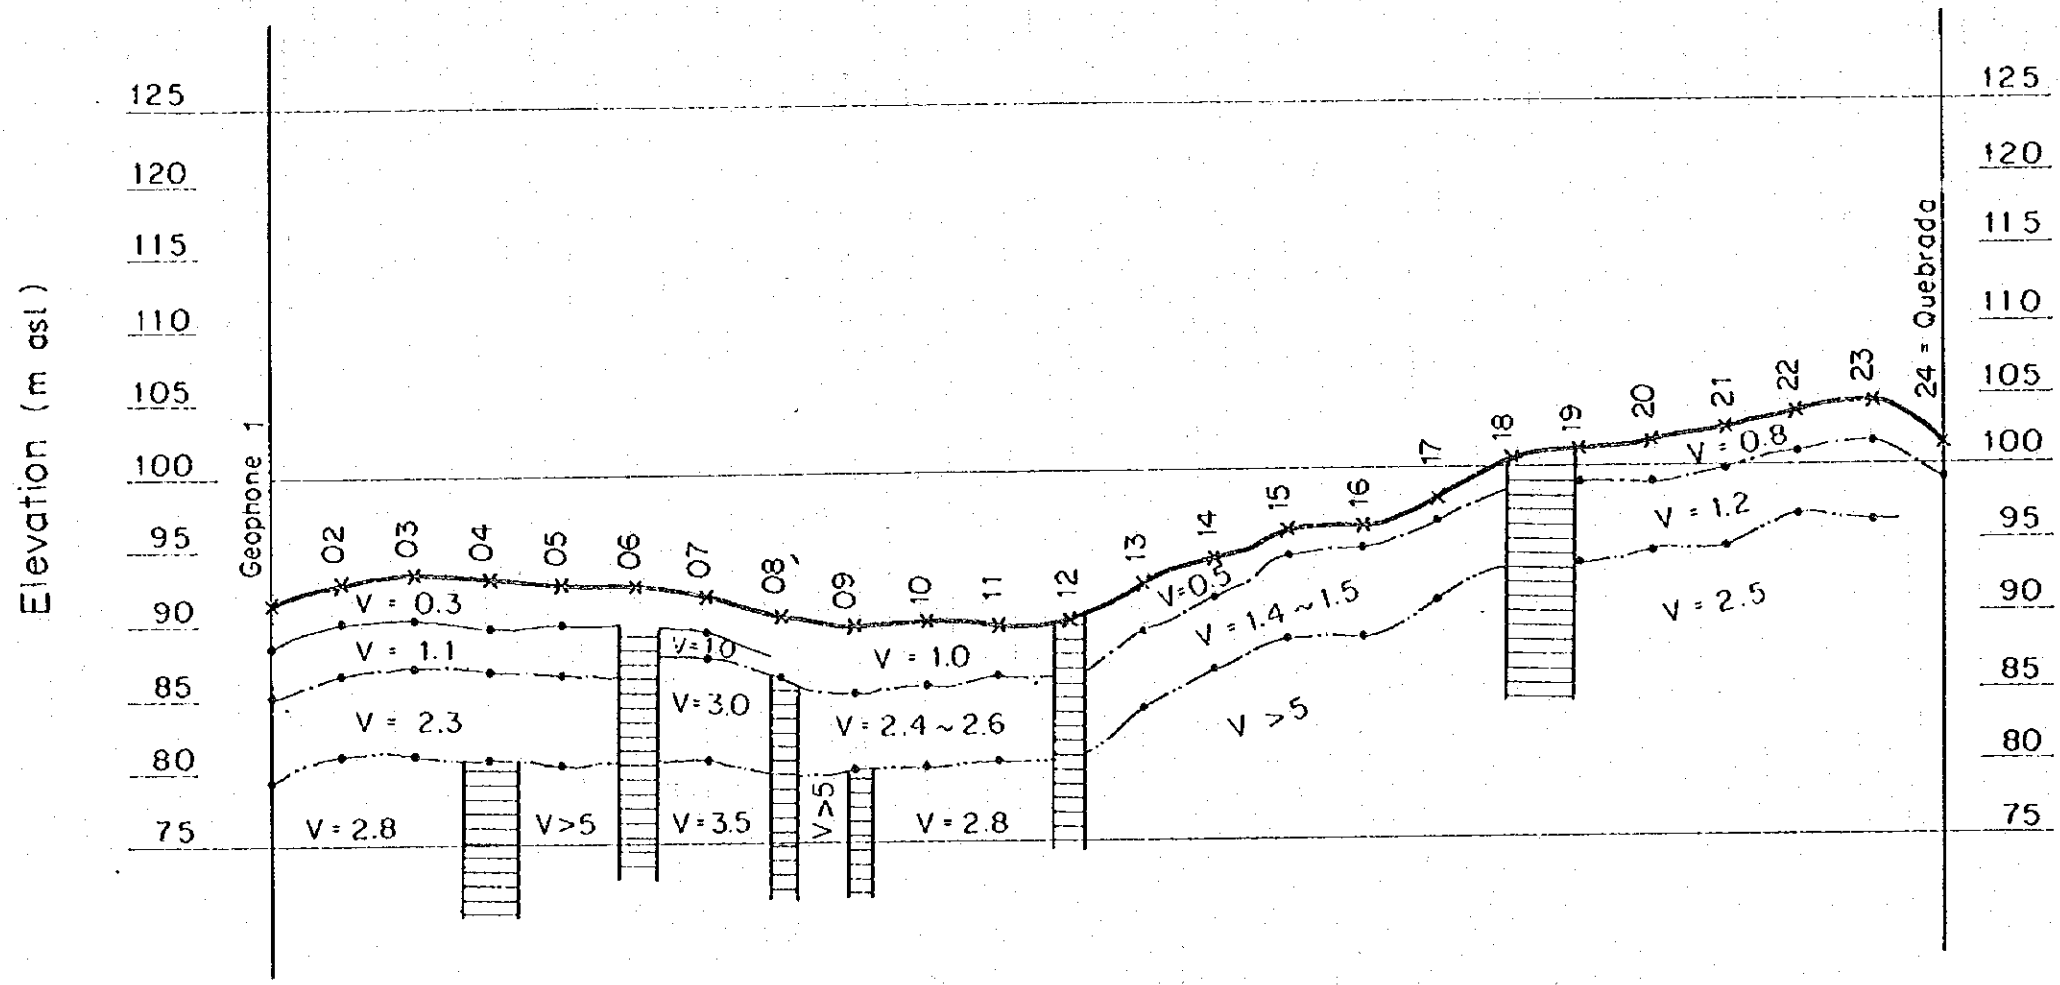 Elevation (m asl)
125
120
115
110
105
100
95
90
85
80
75
125
120
115
110
105
100
95
90
85
80
75
Geophone 1
02
03
04
05
06
07
08
09
10
11
12
13
14
15
16
17
18
19
20
21
22
23
24 = Quebrada
V = 0.3
V = 1.1
V = 2.3
V = 2.8
V > 5
V = 10
V = 3.0
V = 3.5
V > 5
V = 1.0
V = 2.4 ~ 2.6
V = 2.8
V = 0.5
V = 1.4 ~ 1.5
V > 5
V = 0.8
V = 1.2
V = 2.5